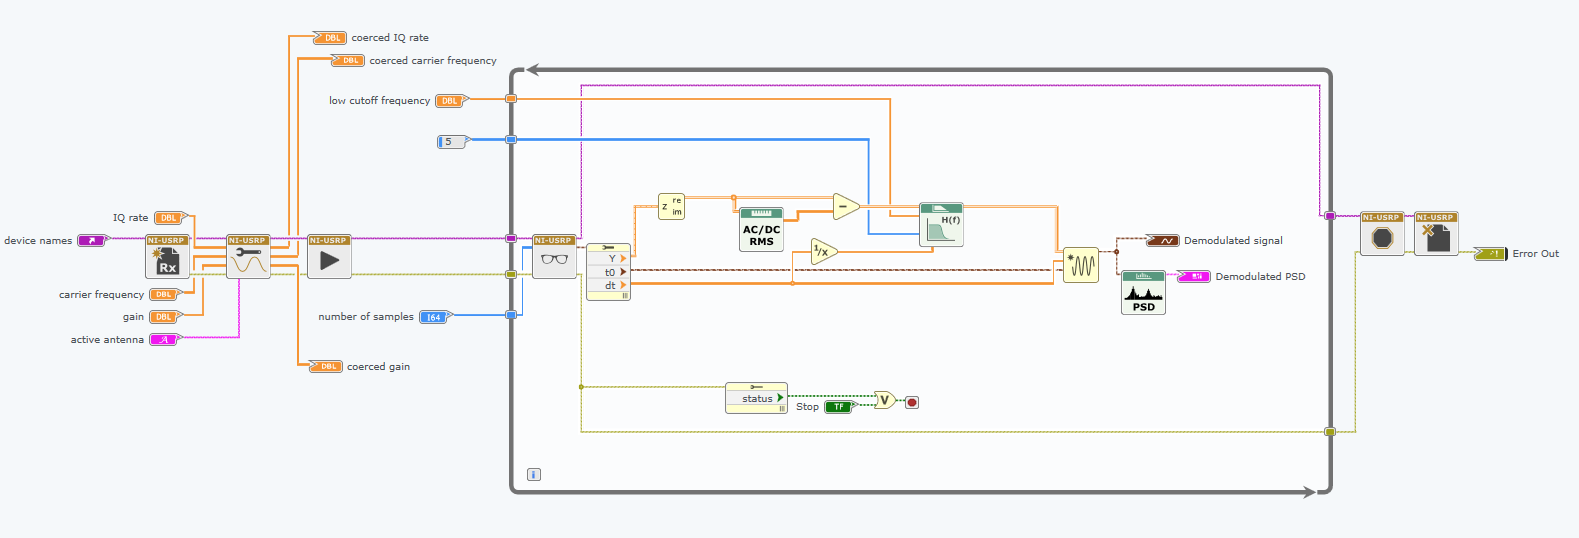 coerced IQ rate
DBL
coerced carrier frequency
DBL
low cutoff frequency
DBL
5
IQ rate
DBL
device names
NI-USRP
Rx
NI-USRP
NI-USRP
carrier frequency
DBL
gain
DBL
active antenna
A
coerced gain
DBL
number of samples
I64
NI-USRP
Y
t0
dt
z
re
im
AC/DC
RMS
−
1/x
H(f)
Demodulated signal
PSD
Demodulated PSD
status
Stop
TF
V
i
NI-USRP
NI-USRP
Error Out